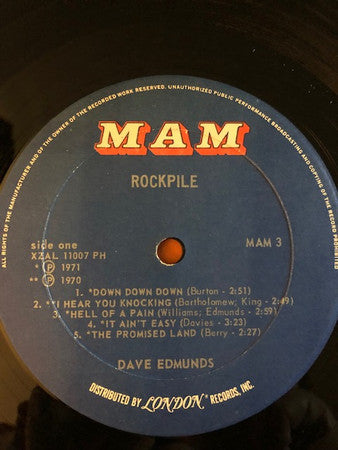 ALL RIGHTS OF THE MANUFACTURER AND OF THE OWNER OF THE RECORDED WORK RESERVED. UNAUTHORIZED PUBLIC PERFORMANCE BROADCASTING AND COPYING OF THIS RECORD PROHIBITED
MAM
ROCKPILE
side one
XZAL 11007 PH
MAM 3
* Ⓟ 1971
** Ⓟ 1970
1. *DOWN DOWN DOWN (Burton - 2:51)
2. **I HEAR YOU KNOCKING (Bartholomew; King - 2:49)
3. *HELL OF A PAIN (Williams; Edmunds - 2:59)
4. *IT AIN'T EASY (Davies - 3:23)
5. *THE PROMISED LAND (Berry - 2:27)
DAVE EDMUNDS
DISTRIBUTED BY LONDON® RECORDS, INC.